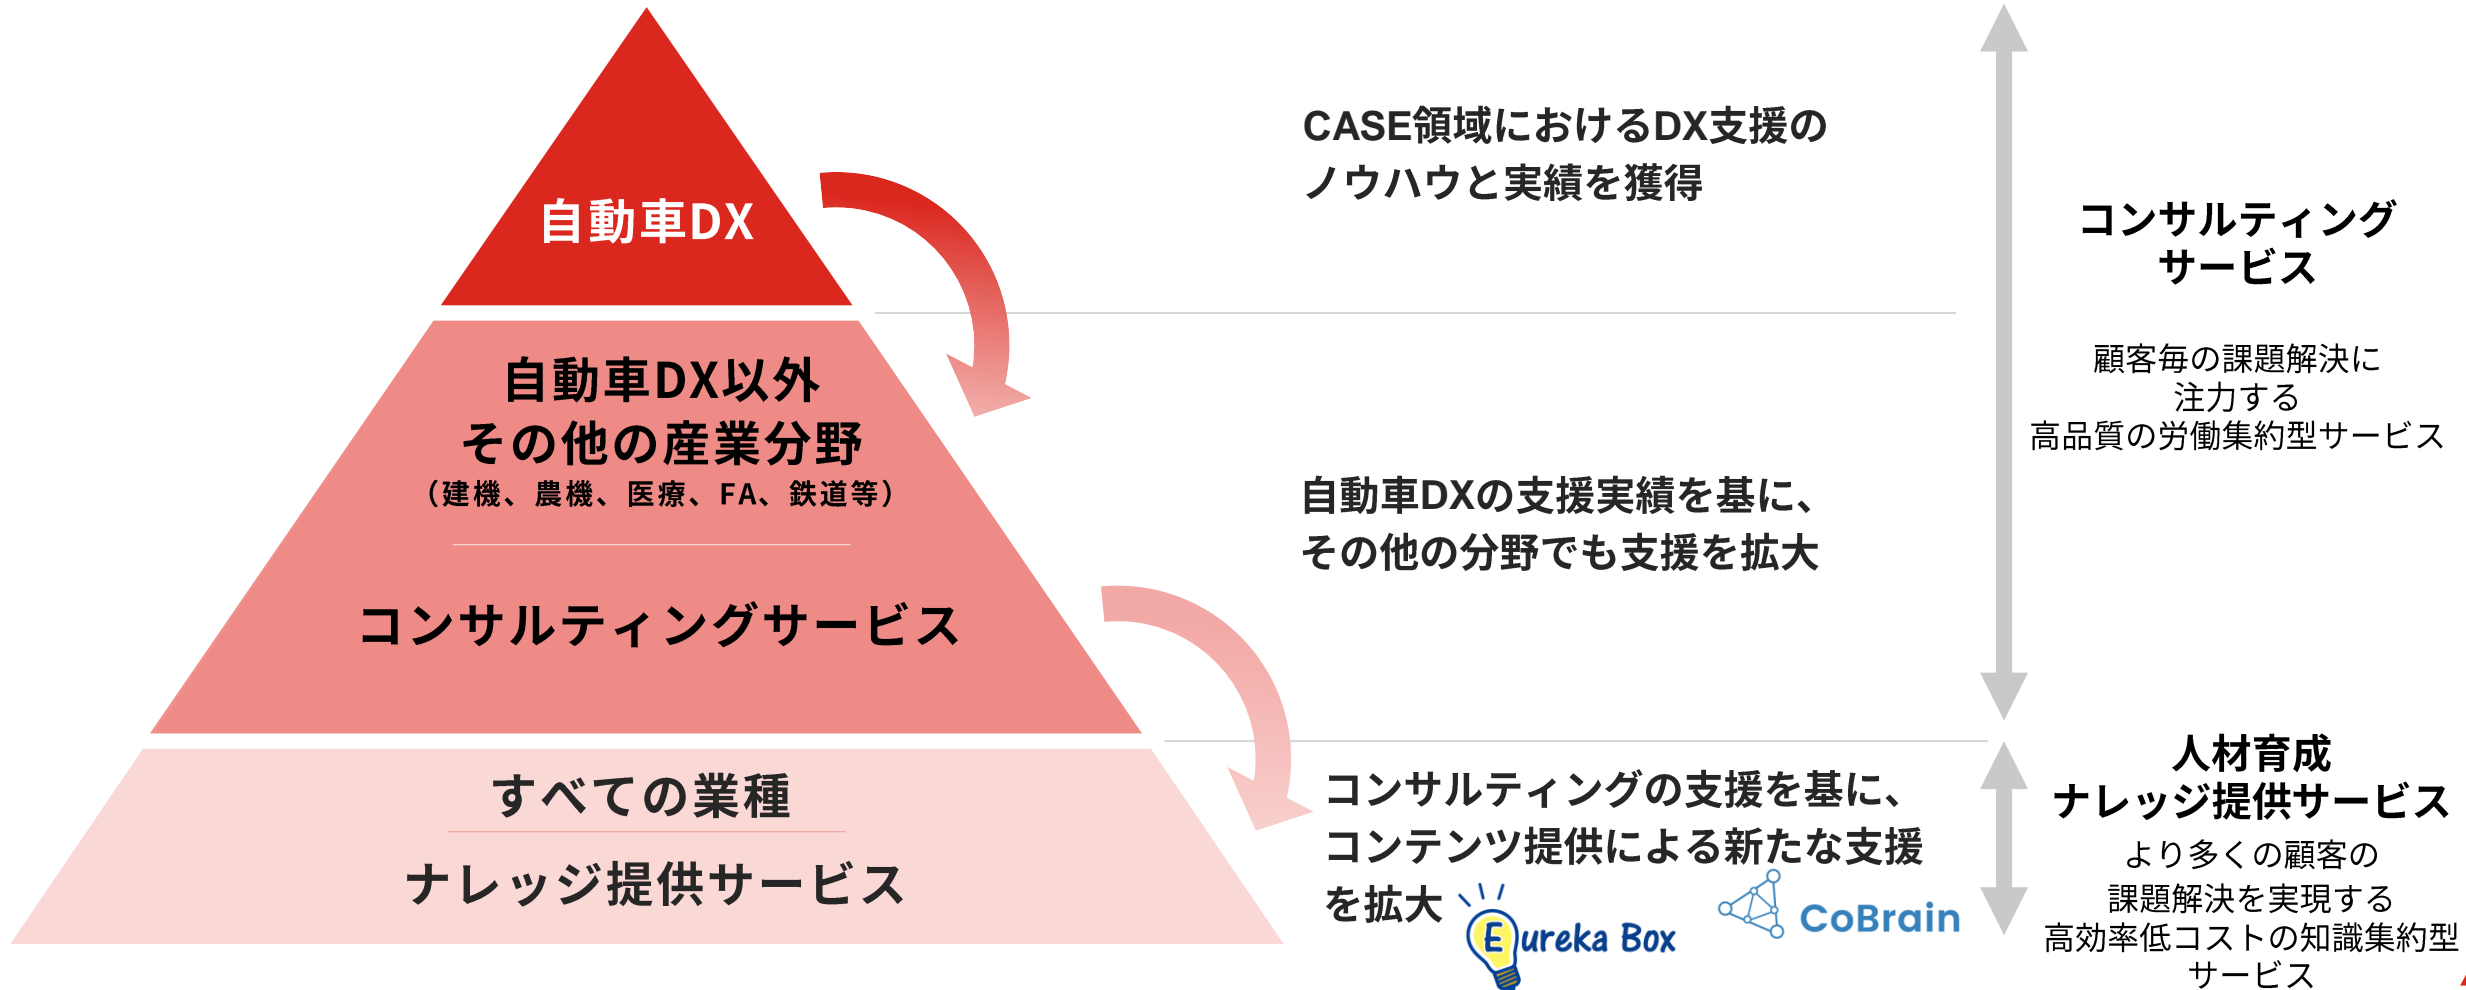 自動車DX
CASE領域におけるDX支援の
ノウハウと実績を獲得
自動車DX以外
その他の産業分野
（建機、農機、医療、FA、鉄道等）
コンサルティングサービス
自動車DXの支援実績を基に、
その他の分野でも支援を拡大
コンサルティング
サービス
顧客毎の課題解決に
注力する
高品質の労働集約型サービス
すべての業種
ナレッジ提供サービス
コンサルティングの支援を基に、
コンテンツ提供による新たな支援
を拡大
Eureka Box
CoBrain
人材育成
ナレッジ提供サービス
より多くの顧客の
課題解決を実現する
高効率低コストの知識集約型
サービス